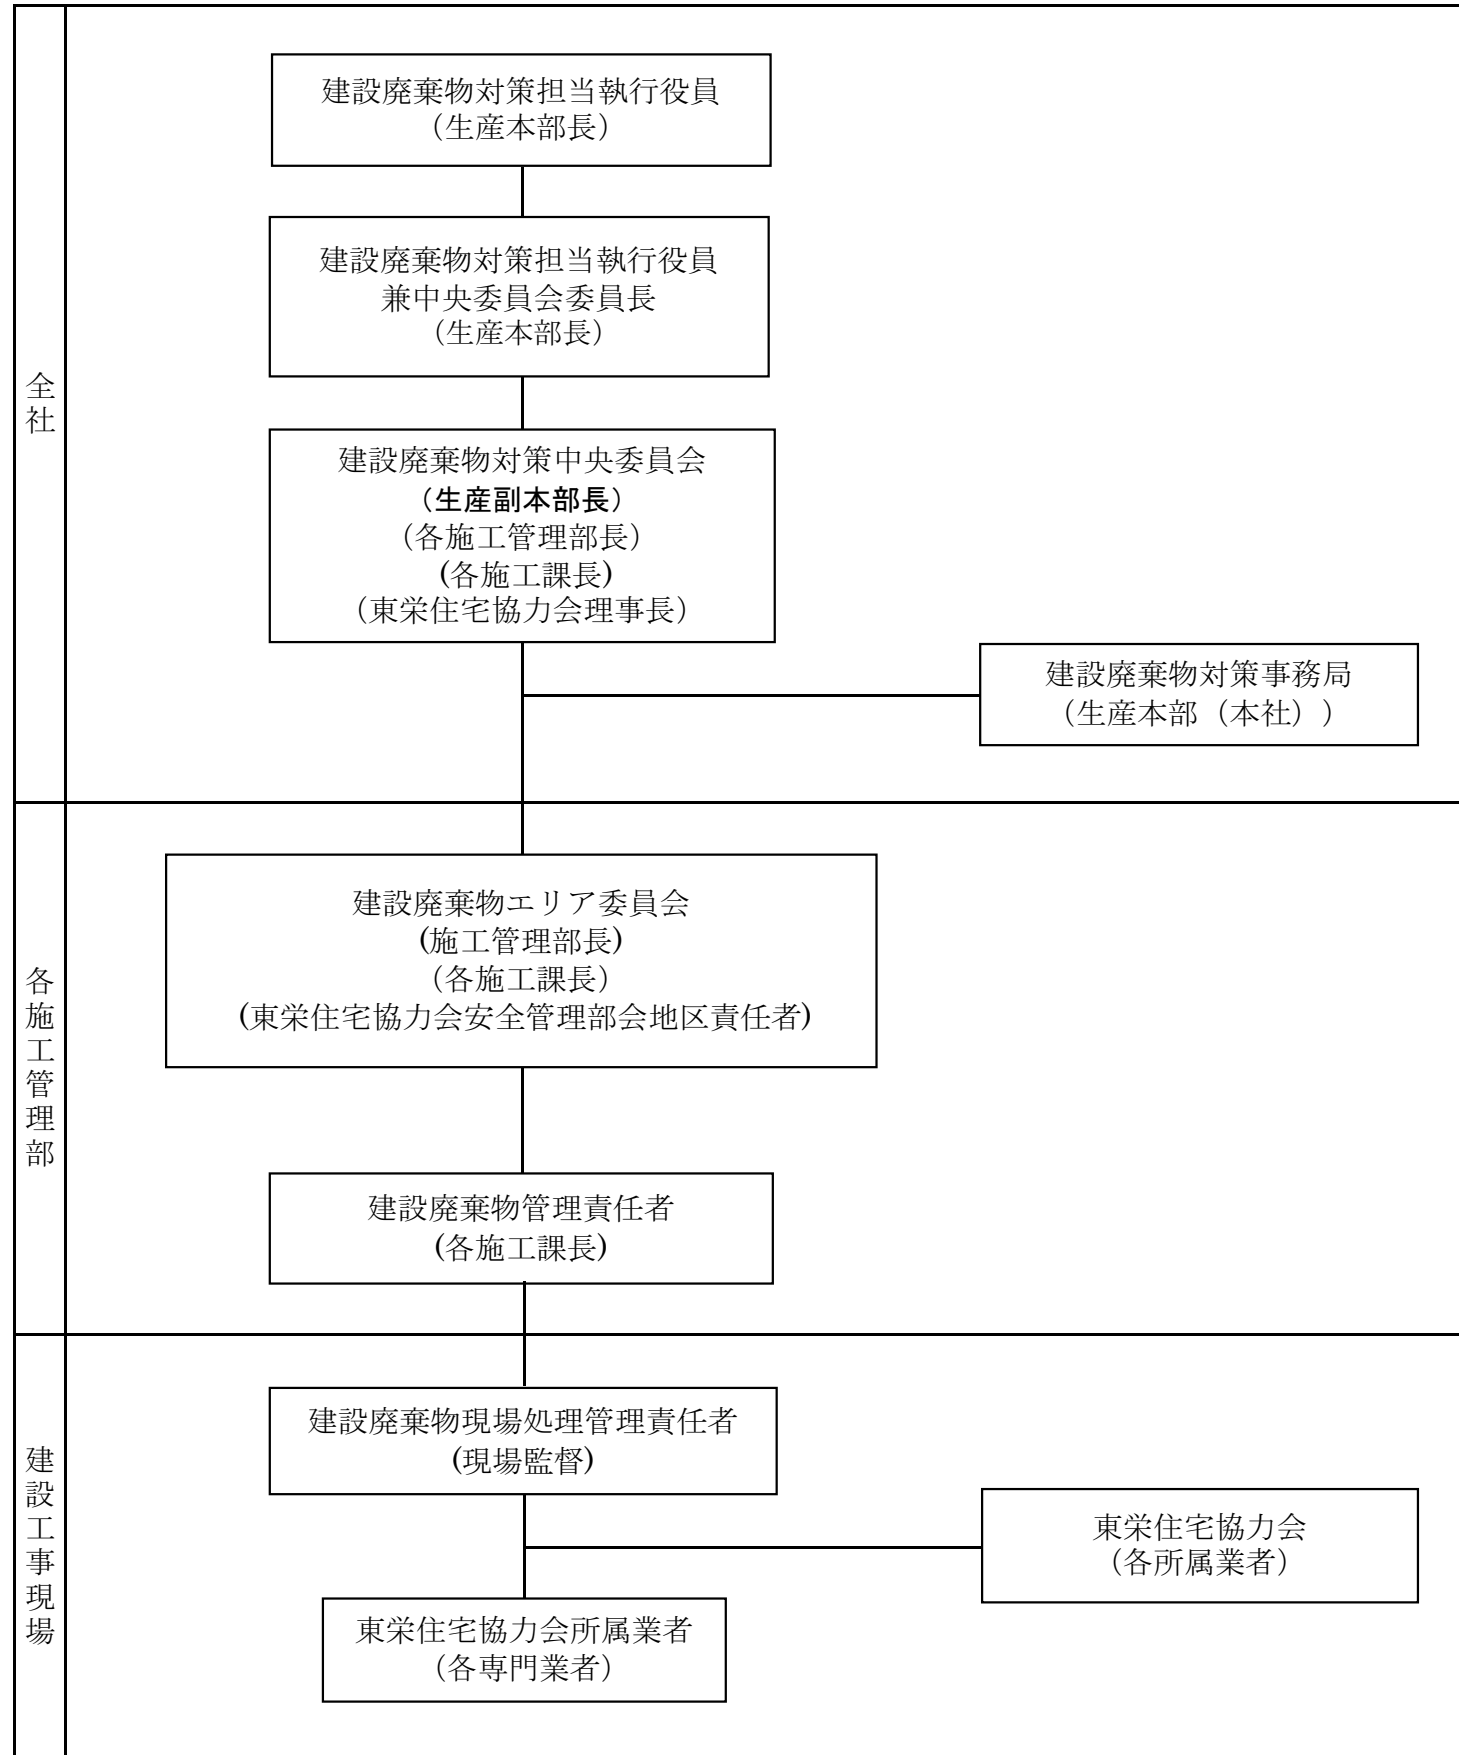 全社
建設廃棄物対策担当執行役員
（生産本部長）
建設廃棄物対策担当執行役員
兼中央委員会委員長
（生産本部長）
建設廃棄物対策中央委員会
（生産副本部長）
（各施工管理部長）
(各施工課長)
（東栄住宅協力会理事長）
建設廃棄物対策事務局
（生産本部（本社））
各施工管理部
建設廃棄物エリア委員会
(施工管理部長)
（各施工課長）
(東栄住宅協力会安全管理部会地区責任者)
建設廃棄物管理責任者
(各施工課長)
建設工事現場
建設廃棄物現場処理管理責任者
(現場監督)
東栄住宅協力会
（各所属業者）
東栄住宅協力会所属業者
（各専門業者）